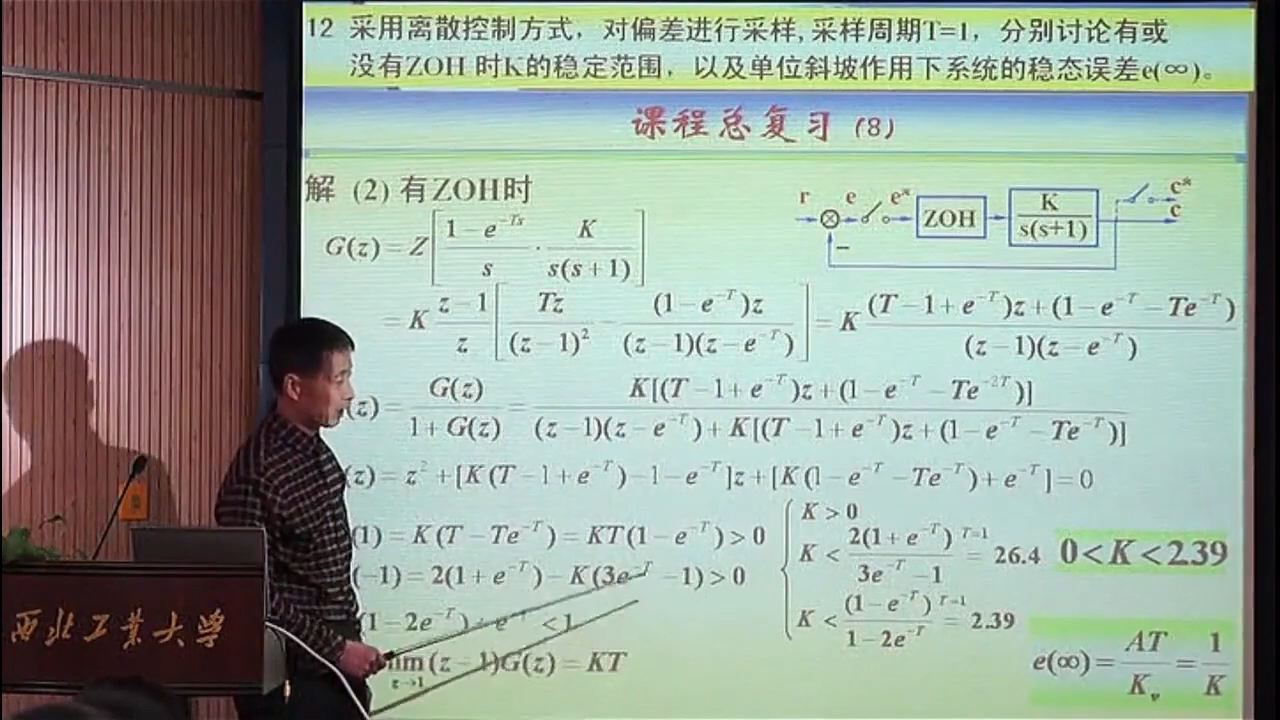 12 采用离散控制方式，对偏差进行采样，采样周期T=1，分别讨论有或
没有ZOH 时K的稳定范围，以及单位斜坡作用下系统的稳态误差e(∞)。
课程总复习 (8)
解 (2) 有ZOH时
r e e* ZOH K/s(s+1) c* c
−
G(z) = Z[1 e^{-Ts}/s · K/s(s+1)]
= K z−1/z [Tz/(z−1)² − (1−e^{-T})z/(z−1)(z−e^{-T})] = K (T−1+e^{-T})z+(1−e^{-T}−Te^{-T})/(z−1)(z−e^{-T})
(z) = G(z)/1+G(z) = K[(T−1+e^{-T})z+(1−e^{-T}−Te^{-2T})]/(z−1)(z−e^{-T})+K[(T−1+e^{-T})z+(1−e^{-T}−Te^{-T})]
(z) = z² + [K(T−1+e^{-T})−1−e^{-T}]z + [K(1−e^{-T}−Te^{-T})+e^{-T}] = 0
(1) = K(T−Te^{-T}) = KT(1−e^{-T}) > 0
(−1) = 2(1+e^{-T})−K(3e^{-T}−1) > 0
(1−2e^{-T})+e^{-T} < 1
K > 0
K < 2(1+e^{-T})/3e^{-T}−1 T=1 = 26.4
K < (1−e^{-T})/1−2e^{-T} T=1 = 2.39
0<K<2.39
lim z→1 (z−1)G(z) = KT
e(∞) = AT/K_v = 1/K
西北工业大学